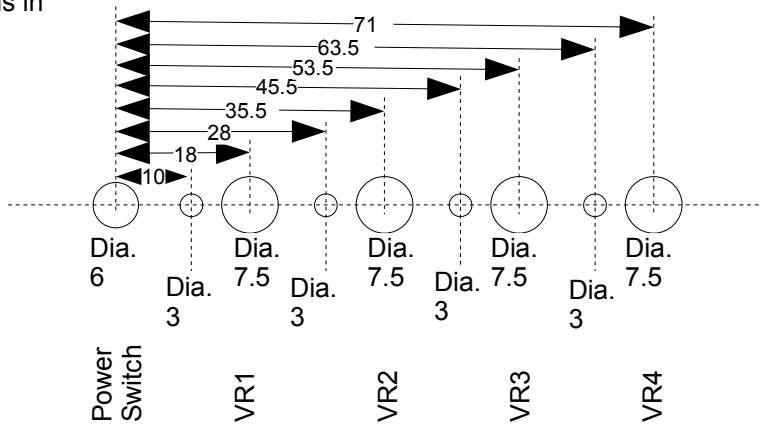 is in
71
63.5
53.5
45.5
35.5
28
18
10
Dia.
6
Dia.
3
Dia.
7.5
Dia.
3
Dia.
7.5
Dia.
3
Dia.
7.5
Dia.
3
Dia.
7.5
Power
Switch
VR1
VR2
VR3
VR4